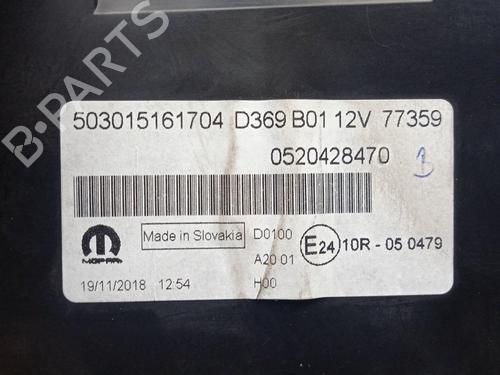 B-PARTS
503015161704 D369 B01 12V 77359
0520428470 1
MOPAR
Made in Slovakia
D0100
A20 01
H00
E24
10R - 05 0479
19/11/2018 12:54